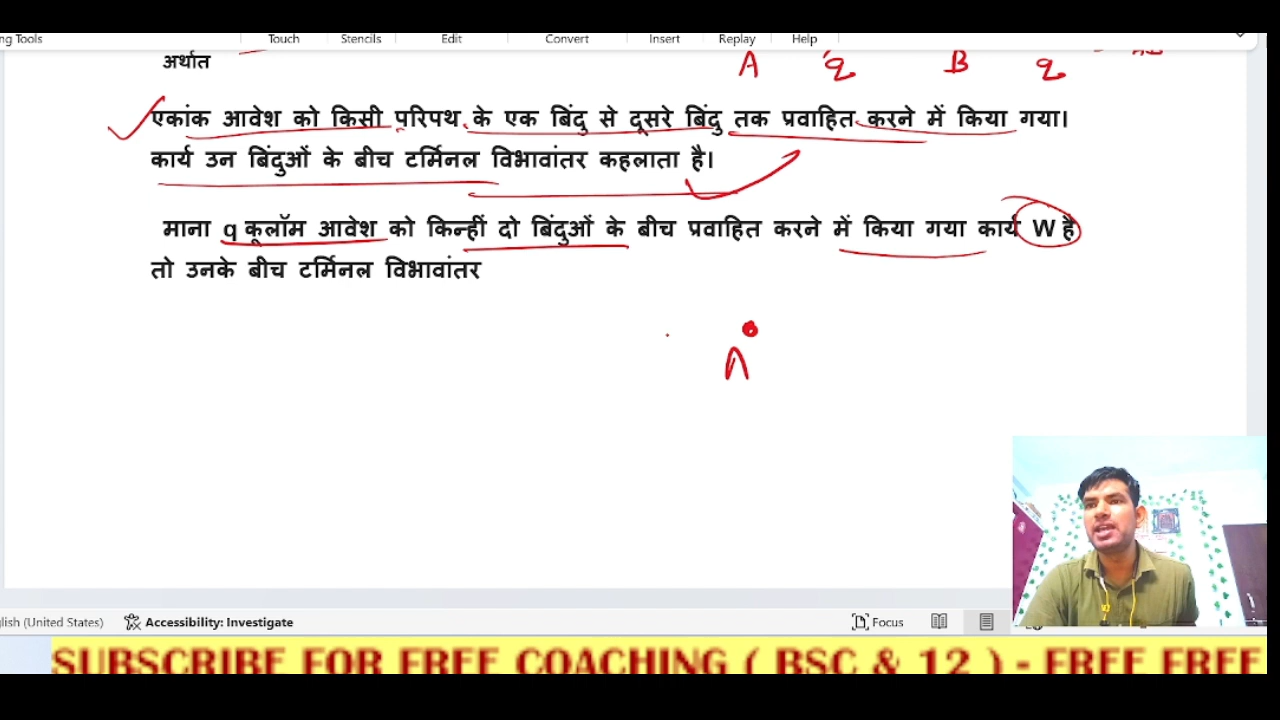 Touch Stencils Edit Convert Insert Replay Help
अर्थात
A q B q
एकांक आवेश को किसी परिपथ के एक बिंदु से दूसरे बिंदु तक प्रवाहित करने में किया गया।
कार्य उन बिंदुओं के बीच टर्मिनल विभावांतर कहलाता है।
माना q कूलॉम आवेश को किन्हीं दो बिंदुओं के बीच प्रवाहित करने में किया गया कार्य W है
तो उनके बीच टर्मिनल विभावांतर
A
(United States) Accessibility: Investigate Focus
SUBSCRIBE FOR FREE COACHING ( BSC & 12 ) - FREE FREE